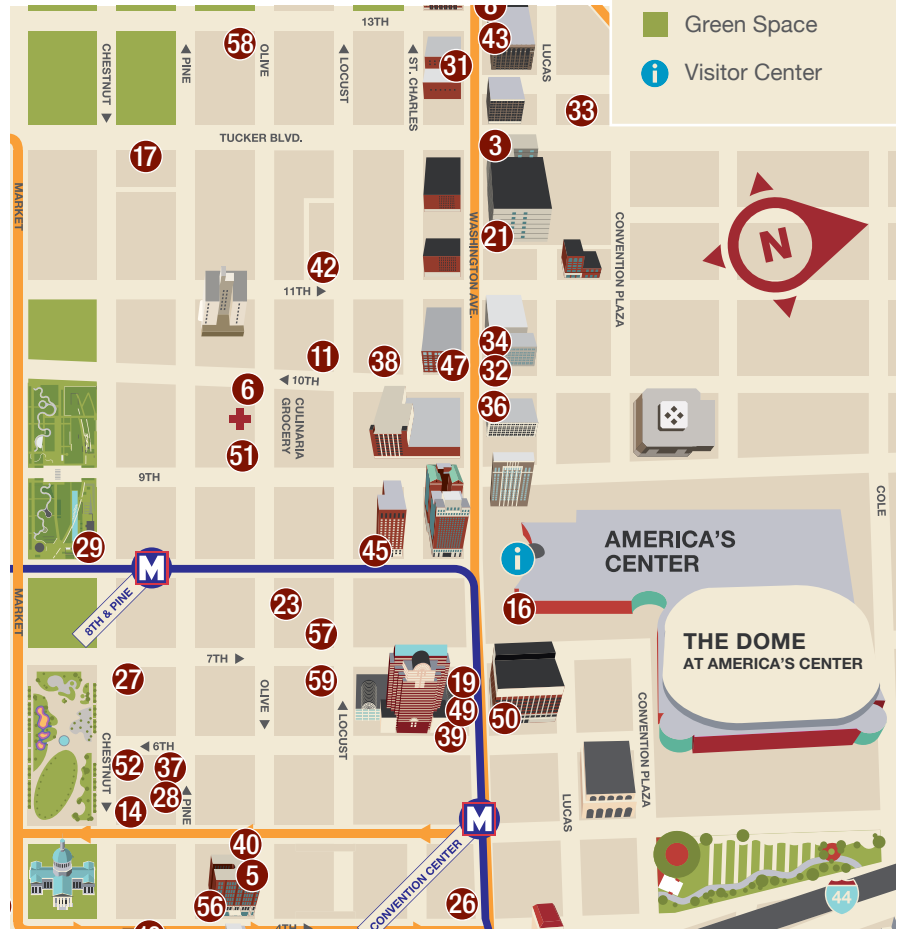 8
13TH
Green Space
58
43
31
CHESTNUT
PINE
OLIVE
LOCUST
ST. CHARLES
LUCAS
i
Visitor Center
33
TUCKER BLVD.
3
17
MARKET
WASHINGTON AVE.
21
CONVENTION PLAZA
N
42
11TH
34
11
38
47
32
10TH
6
36
CULINARIA
GROCERY
51
9TH
COLE
AMERICA'S
CENTER
29
45
i
M
8TH & PINE
MARKET
23
16
57
THE DOME
AT AMERICA'S CENTER
7TH
27
59
19
OLIVE
LOCUST
49
50
39
CONVENTION PLAZA
CHESTNUT
6TH
52
37
28
PINE
14
LUCAS
M
CONVENTION CENTER
40
5
56
26
44
4TH